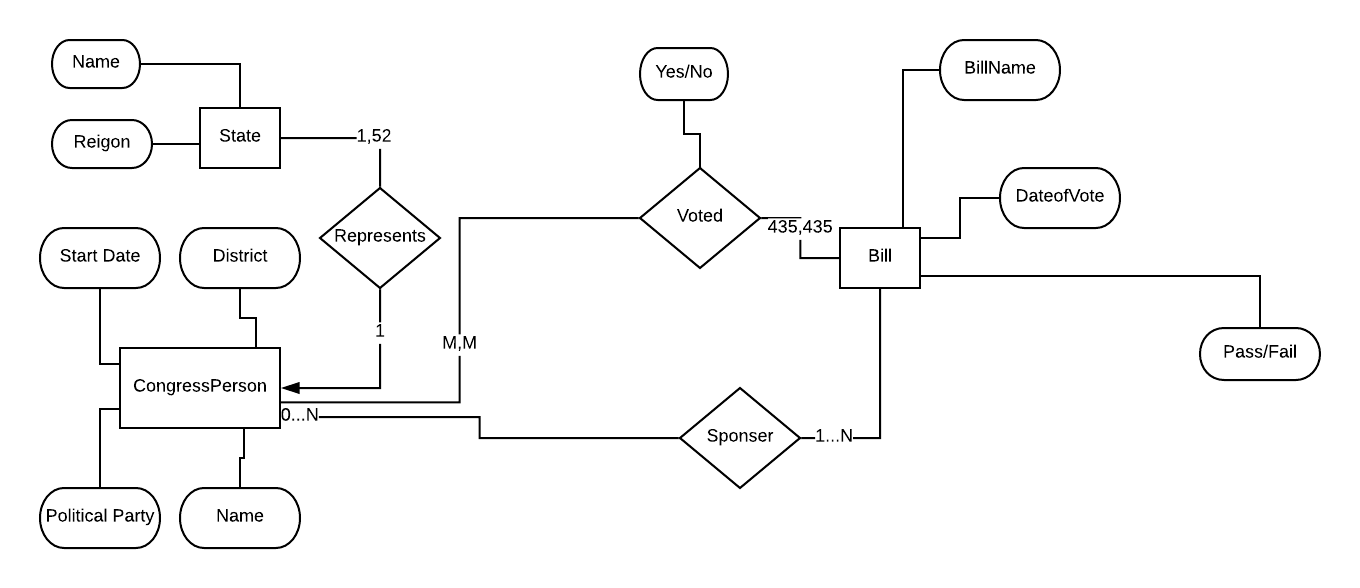 Name
Yes/No
BillName
Reigon
State
1,52
DateofVote
Voted
435,435
Represents
Start Date
District
Bill
1
M,M
Pass/Fail
CongressPerson
0...N
Sponser
1...N
Political Party
Name